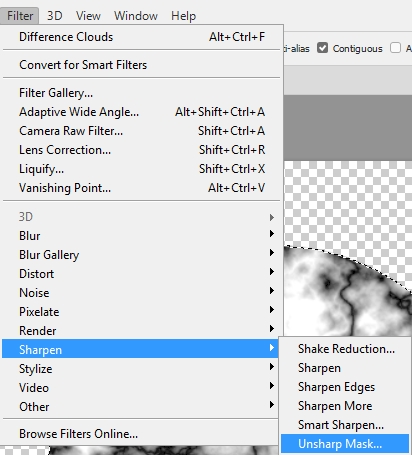 Filter 3D View Window Help
Difference Clouds Alt+Ctrl+F
ti-alias Contiguous A
Convert for Smart Filters
Filter Gallery...
Adaptive Wide Angle... Alt+Shift+Ctrl+A
Camera Raw Filter... Shift+Ctrl+A
Lens Correction... Shift+Ctrl+R
Liquify... Shift+Ctrl+X
Vanishing Point... Alt+Ctrl+V
3D
Blur
Blur Gallery
Distort
Noise
Pixelate
Render
Sharpen
Stylize
Video
Other
Browse Filters Online...
Shake Reduction...
Sharpen
Sharpen Edges
Sharpen More
Smart Sharpen...
Unsharp Mask...